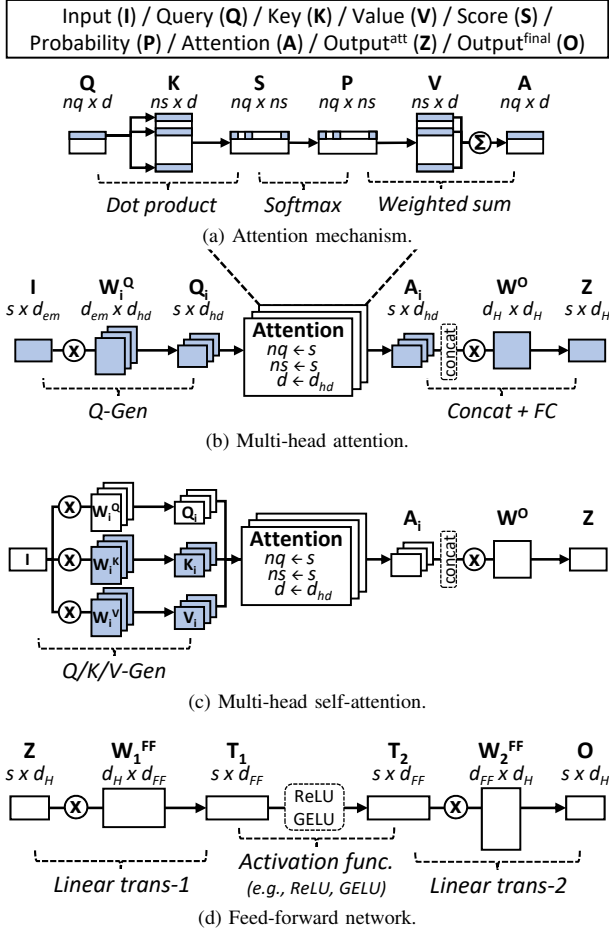 Input (I) / Query (Q) / Key (K) / Value (V) / Score (S) /
Probability (P) / Attention (A) / Output^att (Z) / Output^final (O)
Q K S P V A
nq x d ns x d nq x ns nq x ns ns x d nq x d
Σ
Dot product Softmax Weighted sum
(a) Attention mechanism.
I W_i^Q Q_i A_i W^O Z
s x d_em d_em x d_hd s x d_hd s x d_hd d_H x d_H s x d_H
Attention
nq ← s
ns ← s
d ← d_hd
X concat X
Q-Gen Concat + FC
(b) Multi-head attention.
X W_i^Q Q_i
A_i W^O Z
I X W_i^K K_i
Attention
nq ← s
ns ← s
d ← d_hd
concat X
X W_i^V V_i
Q/K/V-Gen
(c) Multi-head self-attention.
Z W_1^FF T_1 T_2 W_2^FF O
s x d_H d_H x d_FF s x d_FF s x d_FF d_FF x d_H s x d_H
X ReLU X
GELU
Linear trans-1 Activation func. Linear trans-2
(e.g., ReLU, GELU)
(d) Feed-forward network.